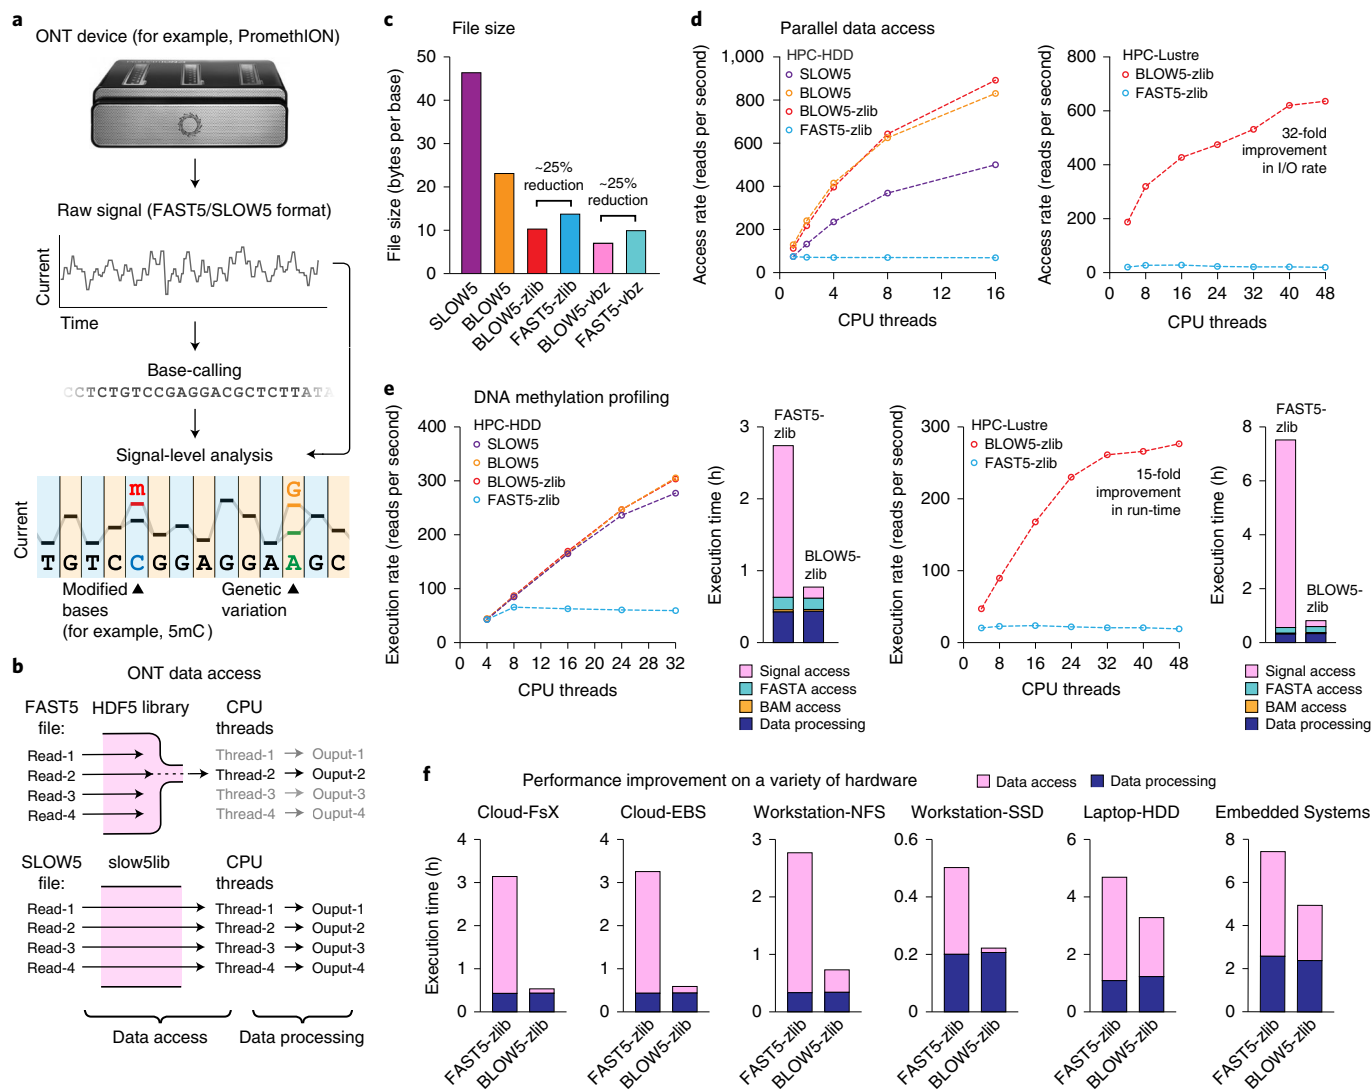 a
ONT device (for example, PromethION)
Raw signal (FAST5/SLOW5 format)
Current
Time
Base-calling
CCTCTGTCCGAGGACGCTCTTATA
Signal-level analysis
Current
m
G
T G T C C G G A G G A A G C
Modified
bases
(for example, 5mC)
Genetic
variation
b
ONT data access
FAST5
file:
HDF5 library
CPU
threads
Read-1
Thread-1
Ouput-1
Read-2
Thread-2
Ouput-2
Read-3
Thread-3
Ouput-3
Read-4
Thread-4
Ouput-4
SLOW5
file:
slow5lib
CPU
threads
Read-1
Thread-1
Ouput-1
Read-2
Thread-2
Ouput-2
Read-3
Thread-3
Ouput-3
Read-4
Thread-4
Ouput-4
Data access
Data processing
c
File size
File size (bytes per base)
50
40
30
20
10
0
~25%
reduction
~25%
reduction
SLOW5
BLOW5
BLOW5-zlib
FAST5-zlib
BLOW5-vbz
FAST5-vbz
d
Parallel data access
Access rate (reads per second)
1,000
800
600
400
200
0
HPC-HDD
SLOW5
BLOW5
BLOW5-zlib
FAST5-zlib
0 4 8 12 16
CPU threads
Access rate (reads per second)
800
600
400
200
0
HPC-Lustre
BLOW5-zlib
FAST5-zlib
32-fold
improvement
in I/O rate
0 8 16 24 32 40 48
CPU threads
e
DNA methylation profiling
Execution rate (reads per second)
400
300
200
100
0
HPC-HDD
SLOW5
BLOW5
BLOW5-zlib
FAST5-zlib
0 4 8 12 16 20 24 28 32
CPU threads
Execution time (h)
3
2
1
0
FAST5-
zlib
BLOW5-
zlib
Signal access
FASTA access
BAM access
Data processing
Execution rate (reads per second)
300
200
100
0
HPC-Lustre
BLOW5-zlib
FAST5-zlib
15-fold
improvement
in run-time
0 8 16 24 32 40 48
CPU threads
Execution time (h)
8
6
4
2
0
FAST5-
zlib
BLOW5-
zlib
Signal access
FASTA access
BAM access
Data processing
f
Performance improvement on a variety of hardware
Data access
Data processing
Execution time (h)
Cloud-FsX
4
3
2
1
0
FAST5-zlib
BLOW5-zlib
Cloud-EBS
4
3
2
1
0
FAST5-zlib
BLOW5-zlib
Workstation-NFS
3
2
1
0
FAST5-zlib
BLOW5-zlib
Workstation-SSD
0.6
0.4
0.2
0
FAST5-zlib
BLOW5-zlib
Laptop-HDD
6
4
2
0
FAST5-zlib
BLOW5-zlib
Embedded Systems
8
6
4
2
0
FAST5-zlib
BLOW5-zlib